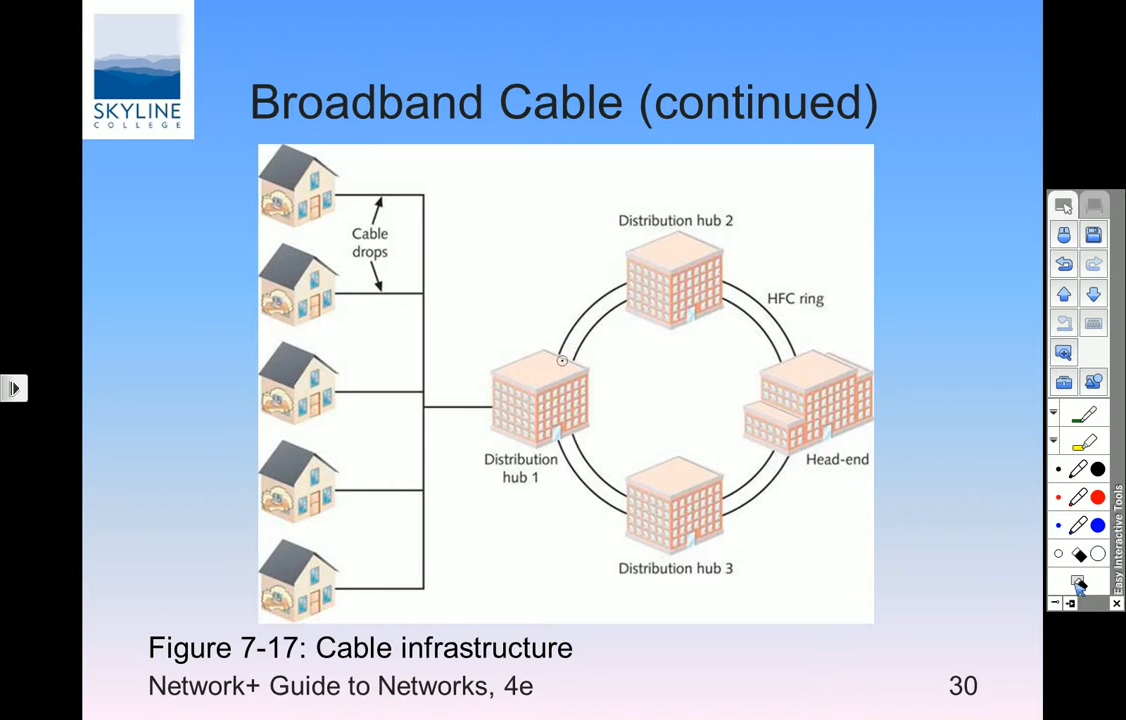 SKYLINE
COLLEGE
Broadband Cable (continued)
Cable
drops
Distribution hub 2
HFC ring
Distribution
hub 1
Head-end
Distribution hub 3
Figure 7-17: Cable infrastructure
Network+ Guide to Networks, 4e
30
Easy Interactive Tools